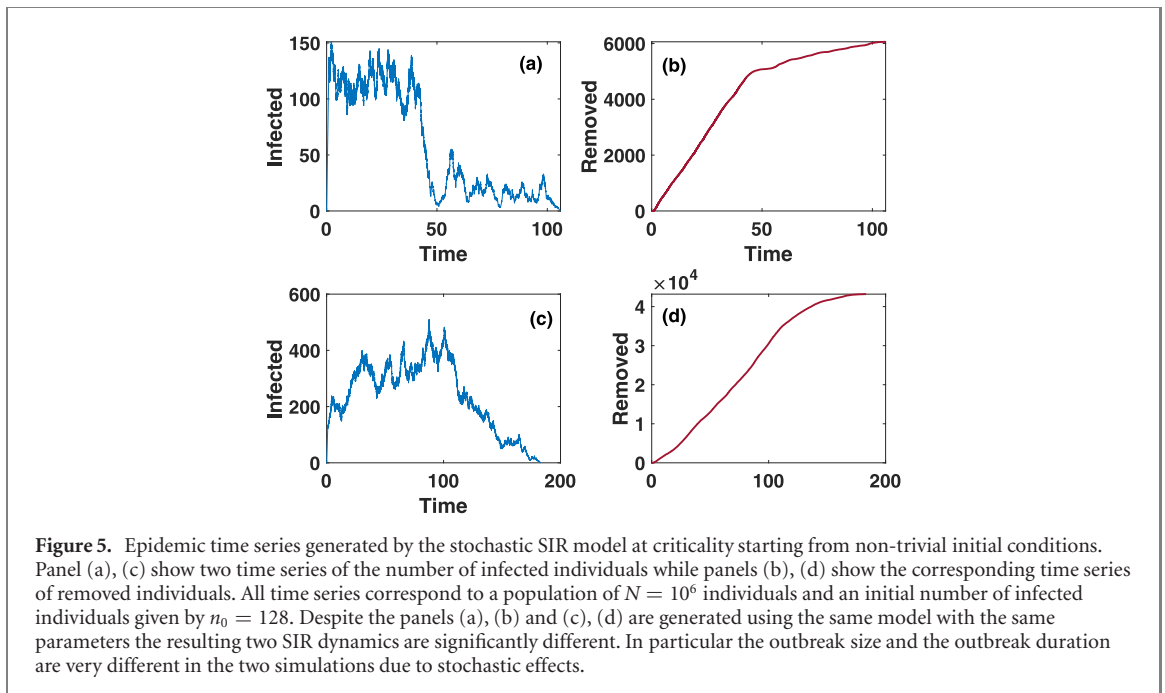 150
100
50
0
Infected
(a)
0
50
100
Time
6000
4000
2000
0
Removed
(b)
0
50
100
Time
600
400
200
0
Infected
(c)
0
100
200
Time
×10⁴
4
3
2
1
0
Removed
(d)
0
100
200
Time
Figure 5. Epidemic time series generated by the stochastic SIR model at criticality starting from non-trivial initial conditions.
Panel (a), (c) show two time series of the number of infected individuals while panels (b), (d) show the corresponding time series
of removed individuals. All time series correspond to a population of N = 10⁶ individuals and an initial number of infected
individuals given by n₀ = 128. Despite the panels (a), (b) and (c), (d) are generated using the same model with the same
parameters the resulting two SIR dynamics are significantly different. In particular the outbreak size and the outbreak duration
are very different in the two simulations due to stochastic effects.